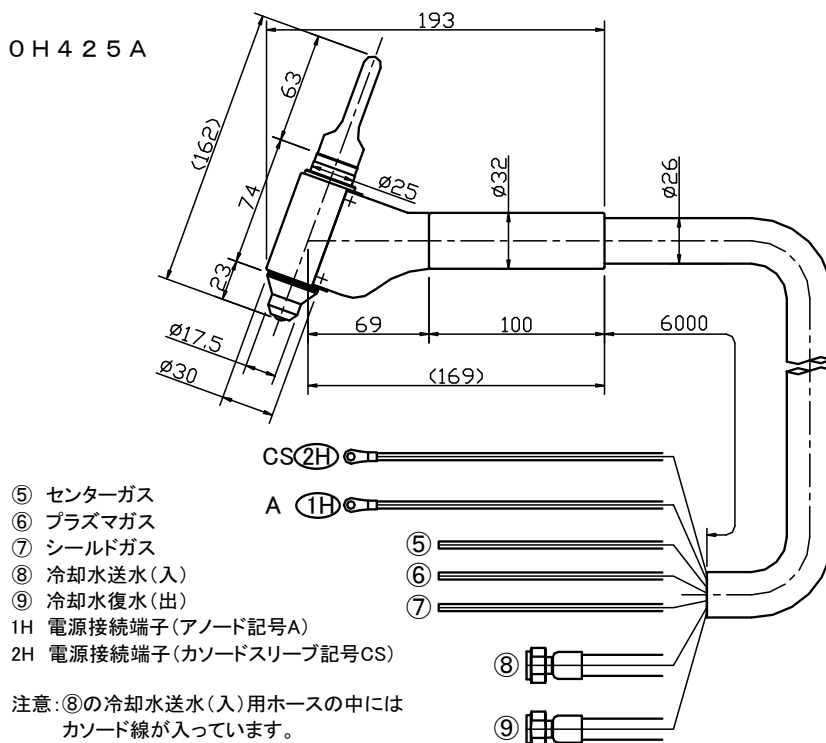 OH425A
193
63
(162)
74
23
ø25
ø32
ø26
ø17.5
ø30
69
100
6000
(169)
CS 2H
A 1H
⑤
⑥
⑦
⑧
⑨
⑤ センターガス
⑥ プラズマガス
⑦ シールドガス
⑧ 冷却水送水(入)
⑨ 冷却水復水(出)
1H 電源接続端子(アノード記号A)
2H 電源接続端子(カソードスリーブ記号CS)
注意:⑧の冷却水送水(入)用ホースの中には
カソード線が入っています。